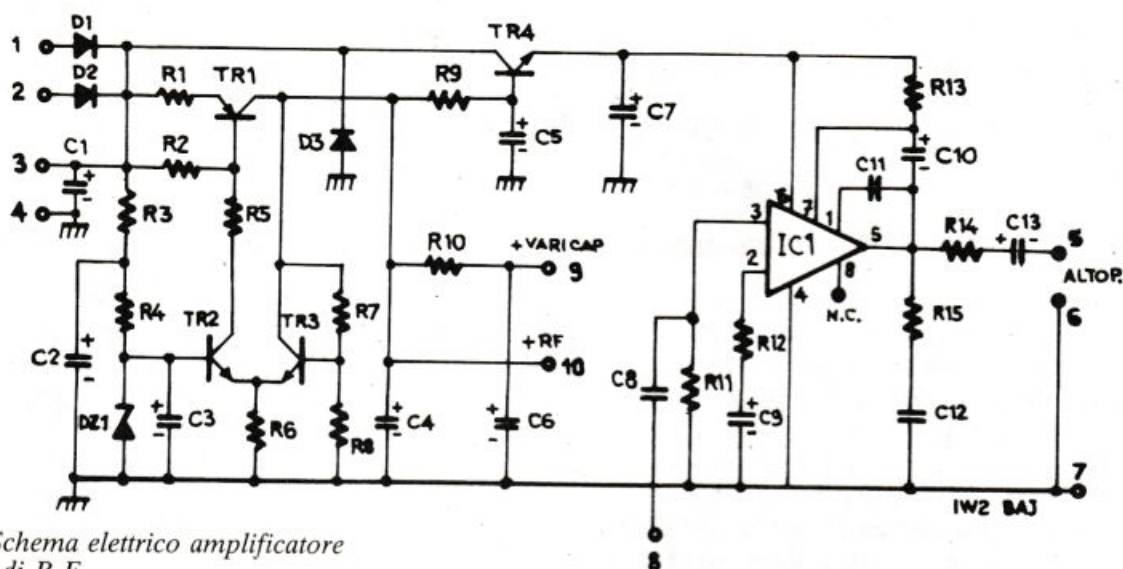 D1
TR4
1
D2
R1
TR1
R9
2
R13
C1
R2
D3
C5
C7
3
C10
C11
4
R3
R5
7
1
3
R14
C13
IC1
5
5
R10
+VARICAP
2
8
ALTOP.
9
4
N.C.
6
R4
TR2
TR3
R7
R15
+RF
R12
C2
10
C8
R11
DZ1
C3
R6
R8
C4
C6
C9
C12
7
IW2 BAJ
8
Schema elettrico amplificatore
di B.F.